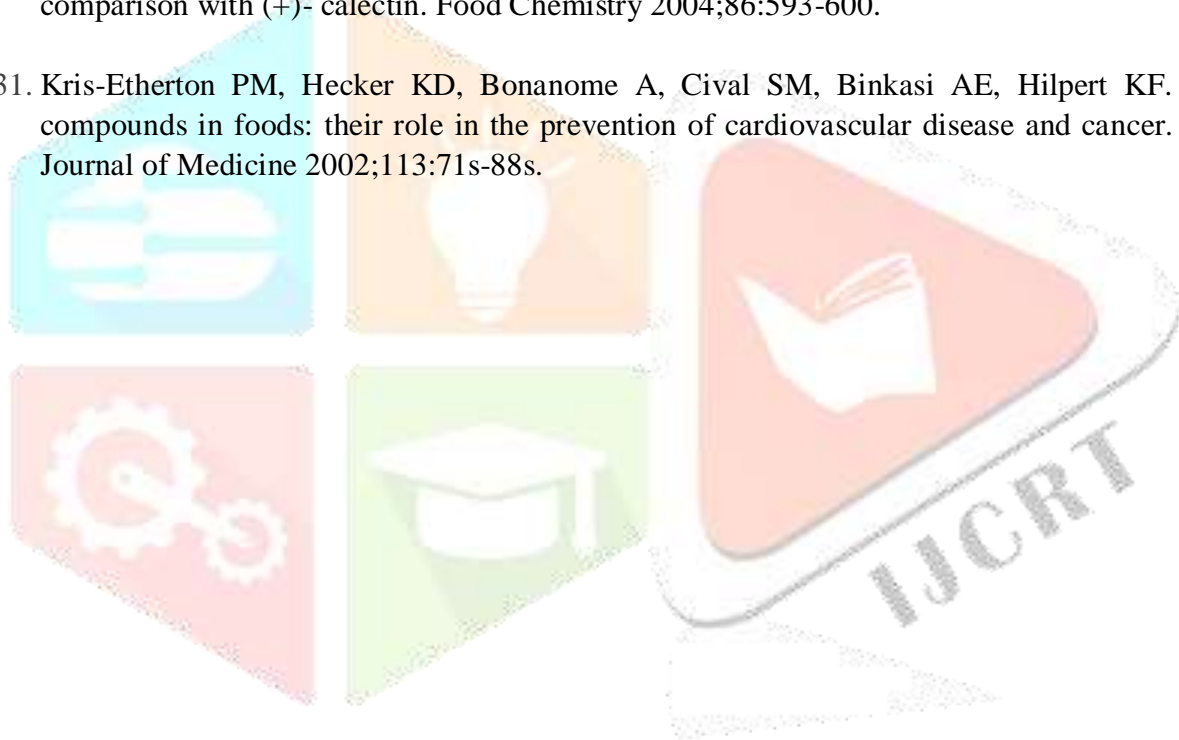 comparison with (+)- calectin. Food Chemistry 2004;86:593-600.
31. Kris-Etherton PM, Hecker KD, Bonanome A, Cival SM, Binkasi AE, Hilpert KF.
compounds in foods: their role in the prevention of cardiovascular disease and cancer.
Journal of Medicine 2002;113:71s-88s.
IJCRT